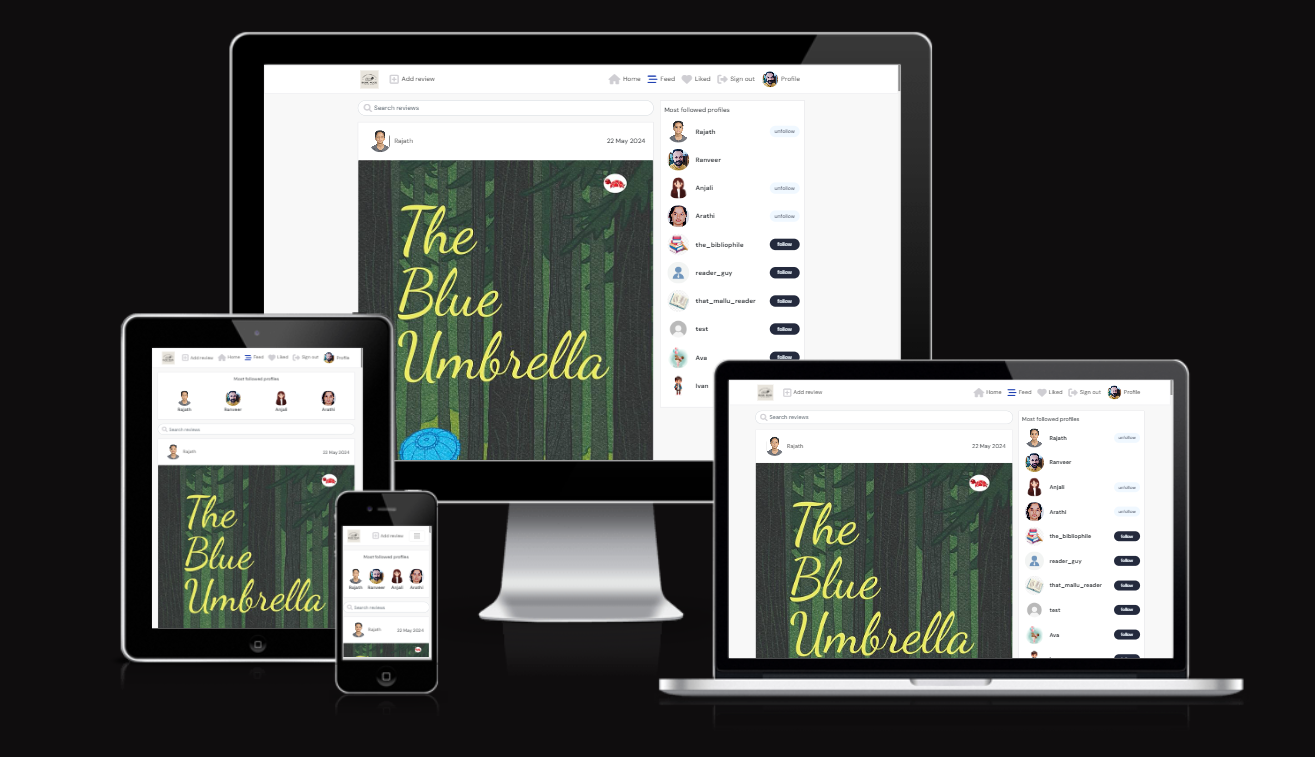 Add review
Home Feed Liked Sign out Profile
Search reviews
Rajath
22 May 2024
The
Blue
Umbrella
Most followed profiles
Rajath unfollow
Ranveer
Anjali unfollow
Arathi unfollow
the_bibliophile follow
reader_guy follow
that_mallu_reader follow
test follow
Ava follow
Ivan
Add review Home Feed Liked Sign out Profile
Most followed profiles
Rajath Ranveer Anjali Arathi
Search reviews
Rajath 22 May 2024
The
Blue
Umbrella
Add review
Most followed profiles
Rajath Ranveer Anjali Arathi
Search reviews
Rajath 22 May 2024
Add review
Home Feed Liked Sign out Profile
Search reviews
Rajath
22 May 2024
The
Blue
Umbrella
Most followed profiles
Rajath unfollow
Ranveer
Anjali unfollow
Arathi unfollow
the_bibliophile follow
reader_guy follow
that_mallu_reader follow
test follow
Ava follow